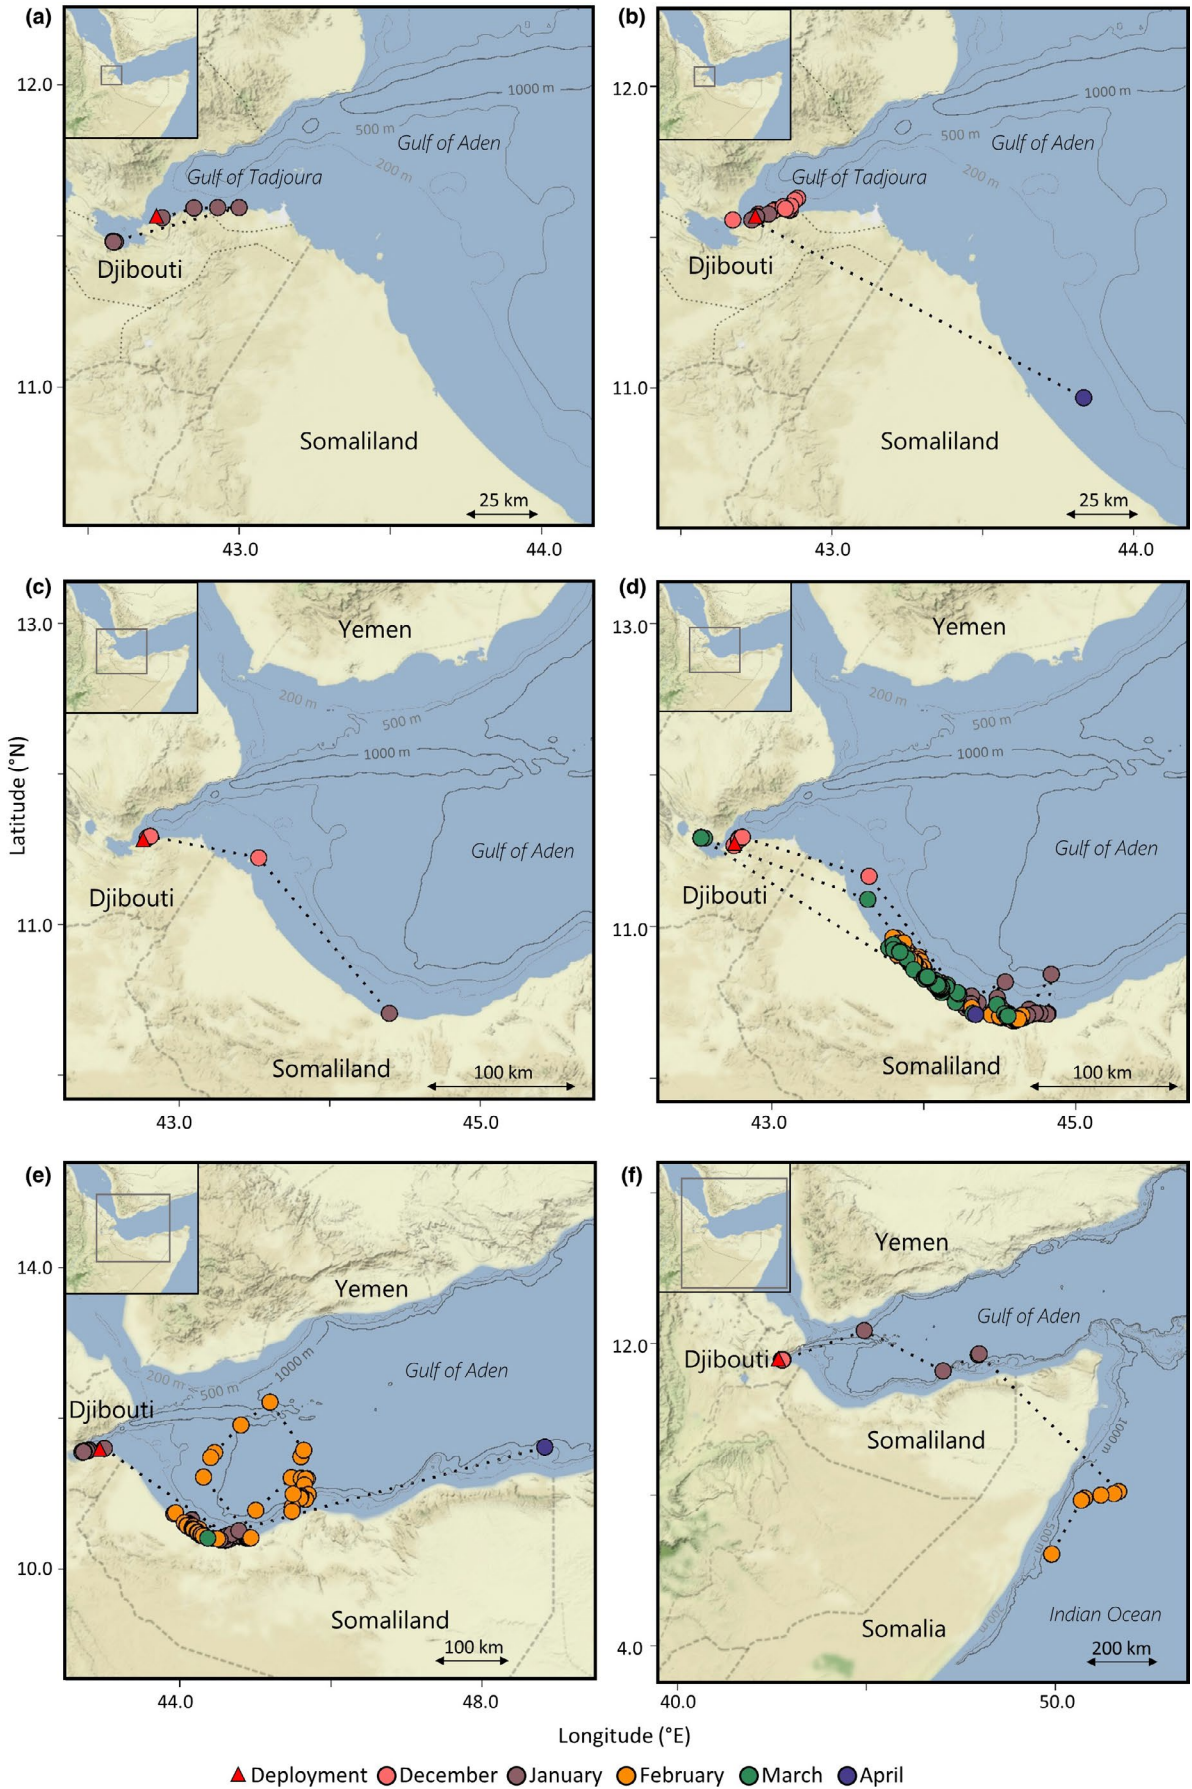 (a)
12.0
1000 m
500 m
Gulf of Aden
200 m
Gulf of Tadjoura
Djibouti
11.0
Somaliland
25 km
43.0
44.0
(b)
12.0
1000 m
500 m
Gulf of Aden
200 m
Gulf of Tadjoura
Djibouti
11.0
Somaliland
25 km
43.0
44.0
(c)
13.0
Yemen
200 m
500 m
1000 m
Gulf of Aden
Djibouti
11.0
Somaliland
100 km
43.0
45.0
(d)
13.0
Yemen
200 m
500 m
1000 m
Gulf of Aden
Djibouti
11.0
Somaliland
100 km
43.0
45.0
Latitude (°N)
(e)
14.0
Yemen
200 m
500 m
1000 m
Gulf of Aden
Djibouti
10.0
Somaliland
100 km
44.0
48.0
(f)
Yemen
Gulf of Aden
12.0
Djibouti
1000 m
Somaliland
500 m
200 m
Indian Ocean
Somalia
4.0
200 km
40.0
50.0
Longitude (°E)
Deployment December January February March April